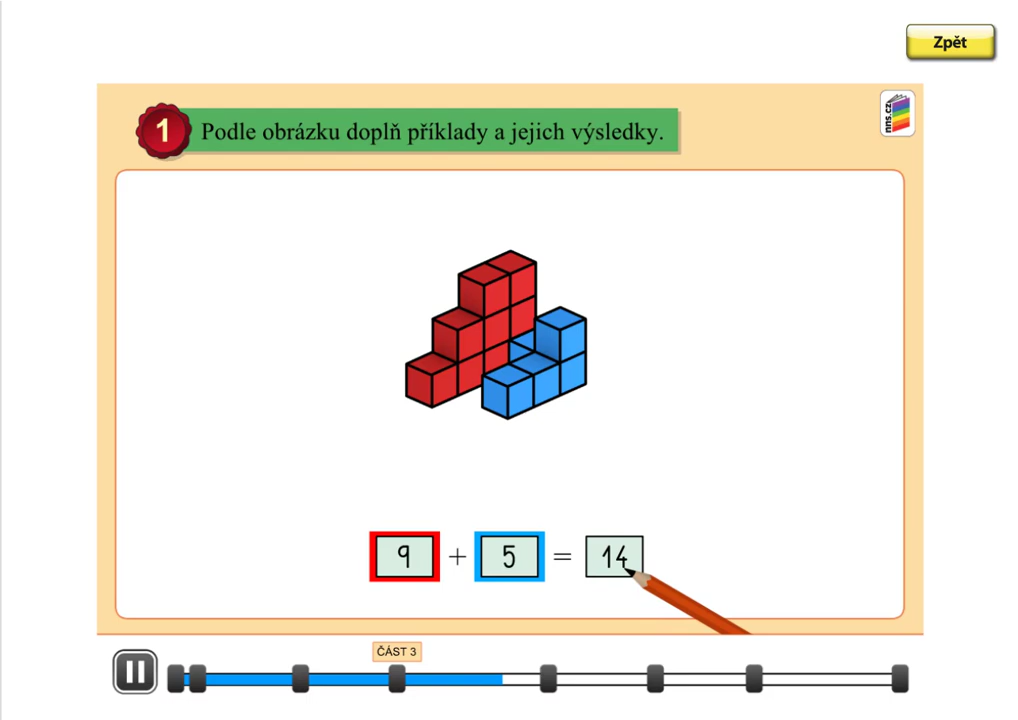 Zpět
1 Podle obrázku doplň příklady a jejich výsledky.
nns.cz
9 + 5 = 14
ČÁST 3